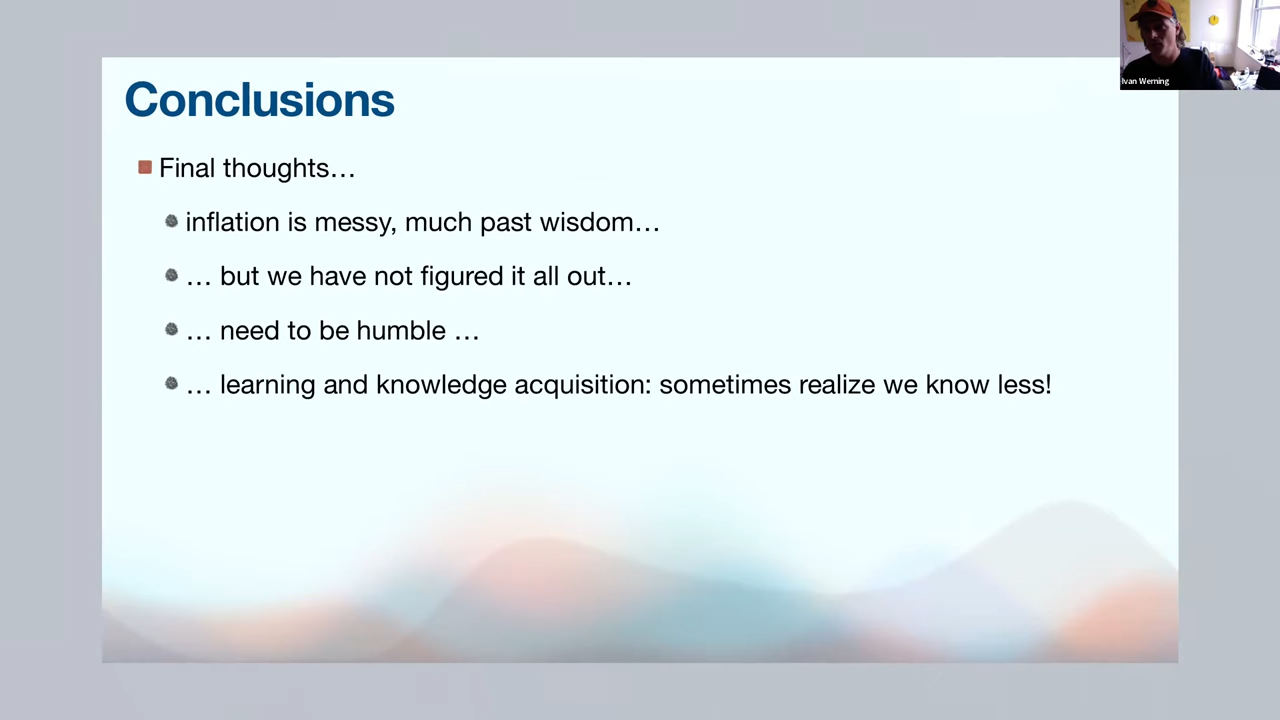 Ivan Werning
Conclusions
Final thoughts…
inflation is messy, much past wisdom…
… but we have not figured it all out…
… need to be humble …
… learning and knowledge acquisition: sometimes realize we know less!